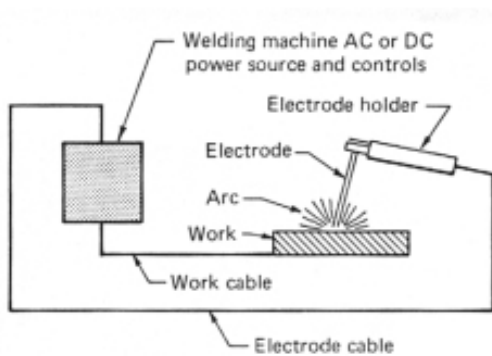 Welding machine AC or DC
power source and controls
Electrode holder
Electrode
Arc
Work
Work cable
Electrode cable